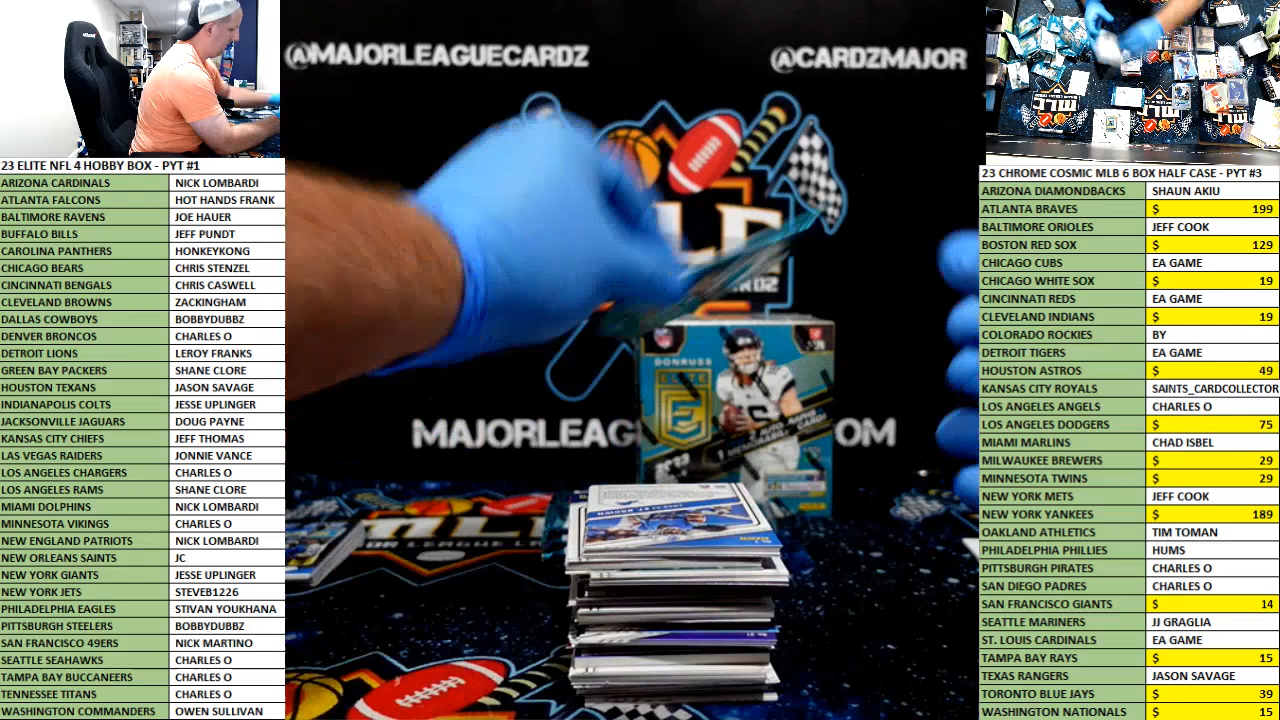 @MAJORLEAGUECARDZ
@CARDZMAJOR
23 ELITE NFL 4 HOBBY BOX - PYT #1
ARIZONA CARDINALS NICK LOMBARDI
ATLANTA FALCONS HOT HANDS FRANK
BALTIMORE RAVENS JOE HAUER
BUFFALO BILLS JEFF PUNDT
CAROLINA PANTHERS HONKEYKONG
CHICAGO BEARS CHRIS STENZEL
CINCINNATI BENGALS CHRIS CASWELL
CLEVELAND BROWNS ZACKINGHAM
DALLAS COWBOYS BOBBYDUBBZ
DENVER BRONCOS CHARLES O
DETROIT LIONS LEROY FRANKS
GREEN BAY PACKERS SHANE CLORE
HOUSTON TEXANS JASON SAVAGE
INDIANAPOLIS COLTS JESSE UPLINGER
JACKSONVILLE JAGUARS DOUG PAYNE
KANSAS CITY CHIEFS JEFF THOMAS
LAS VEGAS RAIDERS JONNIE VANCE
LOS ANGELES CHARGERS CHARLES O
LOS ANGELES RAMS SHANE CLORE
MIAMI DOLPHINS NICK LOMBARDI
MINNESOTA VIKINGS CHARLES O
NEW ENGLAND PATRIOTS NICK LOMBARDI
NEW ORLEANS SAINTS JC
NEW YORK GIANTS JESSE UPLINGER
NEW YORK JETS STEVEB1226
PHILADELPHIA EAGLES STIVAN YOUKHANA
PITTSBURGH STEELERS BOBBYDUBBZ
SAN FRANCISCO 49ERS NICK MARTINO
SEATTLE SEAHAWKS CHARLES O
TAMPA BAY BUCCANEERS CHARLES O
TENNESSEE TITANS CHARLES O
WASHINGTON COMMANDERS OWEN SULLIVAN
DONRUSS
ELITE
E
MAJORLEAG
OM
23 CHROME COSMIC MLB 6 BOX HALF CASE - PYT #3
ARIZONA DIAMONDBACKS SHAUN AKIU
ATLANTA BRAVES $ 199
BALTIMORE ORIOLES JEFF COOK
BOSTON RED SOX $ 129
CHICAGO CUBS EA GAME
CHICAGO WHITE SOX $ 19
CINCINNATI REDS EA GAME
CLEVELAND INDIANS $ 19
COLORADO ROCKIES BY
DETROIT TIGERS EA GAME
HOUSTON ASTROS $ 49
KANSAS CITY ROYALS SAINTS_CARDCOLLECTOR
LOS ANGELES ANGELS CHARLES O
LOS ANGELES DODGERS $ 75
MIAMI MARLINS CHAD ISBEL
MILWAUKEE BREWERS $ 29
MINNESOTA TWINS $ 29
NEW YORK METS JEFF COOK
NEW YORK YANKEES $ 189
OAKLAND ATHLETICS TIM TOMAN
PHILADELPHIA PHILLIES HUMS
PITTSBURGH PIRATES CHARLES O
SAN DIEGO PADRES CHARLES O
SAN FRANCISCO GIANTS $ 14
SEATTLE MARINERS JJ GRAGLIA
ST. LOUIS CARDINALS EA GAME
TAMPA BAY RAYS $ 15
TEXAS RANGERS JASON SAVAGE
TORONTO BLUE JAYS $ 39
WASHINGTON NATIONALS $ 15